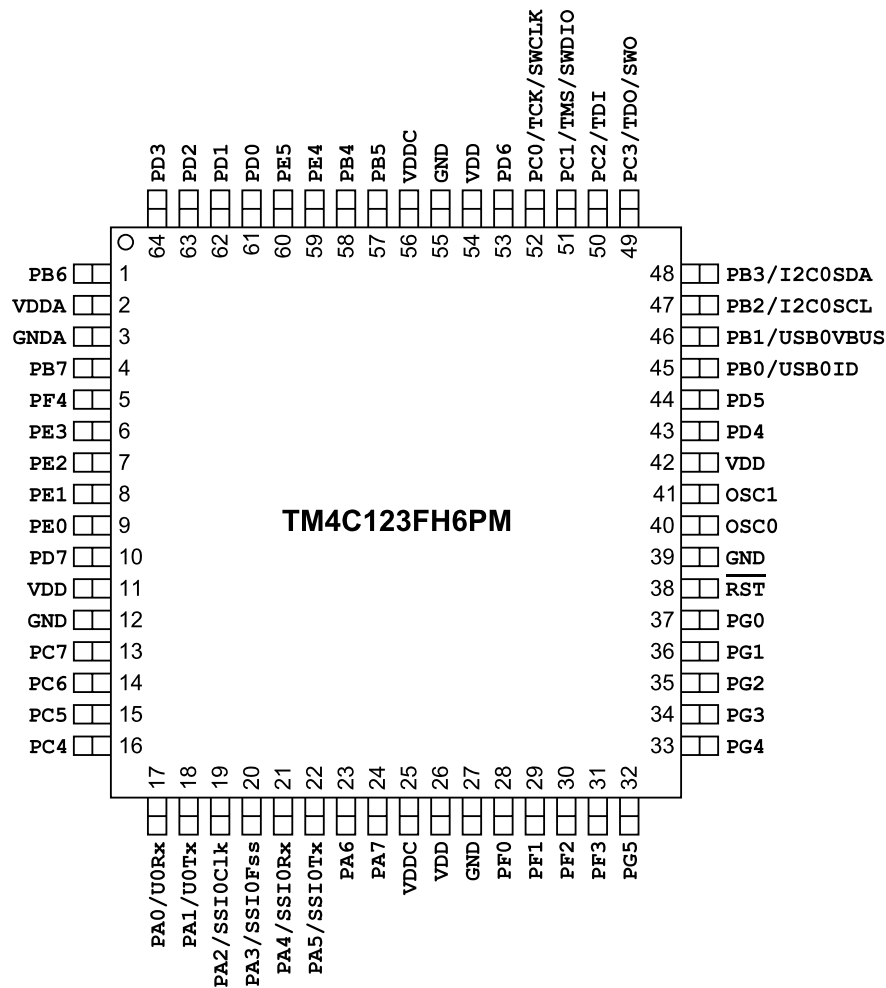 PC0/TCK/SWCLK
PC1/TMS/SWDIO
PC2/TDI
PC3/TDO/SWO
PD3
PD2
PD1
PD0
PE5
PE4
PB4
PB5
VDDC
GND
VDD
PD6
64
63
62
61
60
59
58
57
56
55
54
53
52
51
50
49
PB6 1
VDDA 2
GNDA 3
PB7 4
PF4 5
PE3 6
PE2 7
PE1 8
PE0 9
PD7 10
VDD 11
GND 12
PC7 13
PC6 14
PC5 15
PC4 16
TM4C123FH6PM
48 PB3/I2C0SDA
47 PB2/I2C0SCL
46 PB1/USB0VBUS
45 PB0/USB0ID
44 PD5
43 PD4
42 VDD
41 OSC1
40 OSC0
39 GND
38 RST
37 PG0
36 PG1
35 PG2
34 PG3
33 PG4
17
18
19
20
21
22
23
24
25
26
27
28
29
30
31
32
PA0/U0Rx
PA1/U0Tx
PA2/SSI0Clk
PA3/SSI0Fss
PA4/SSI0Rx
PA5/SSI0Tx
PA6
PA7
VDDC
VDD
GND
PF0
PF1
PF2
PF3
PG5